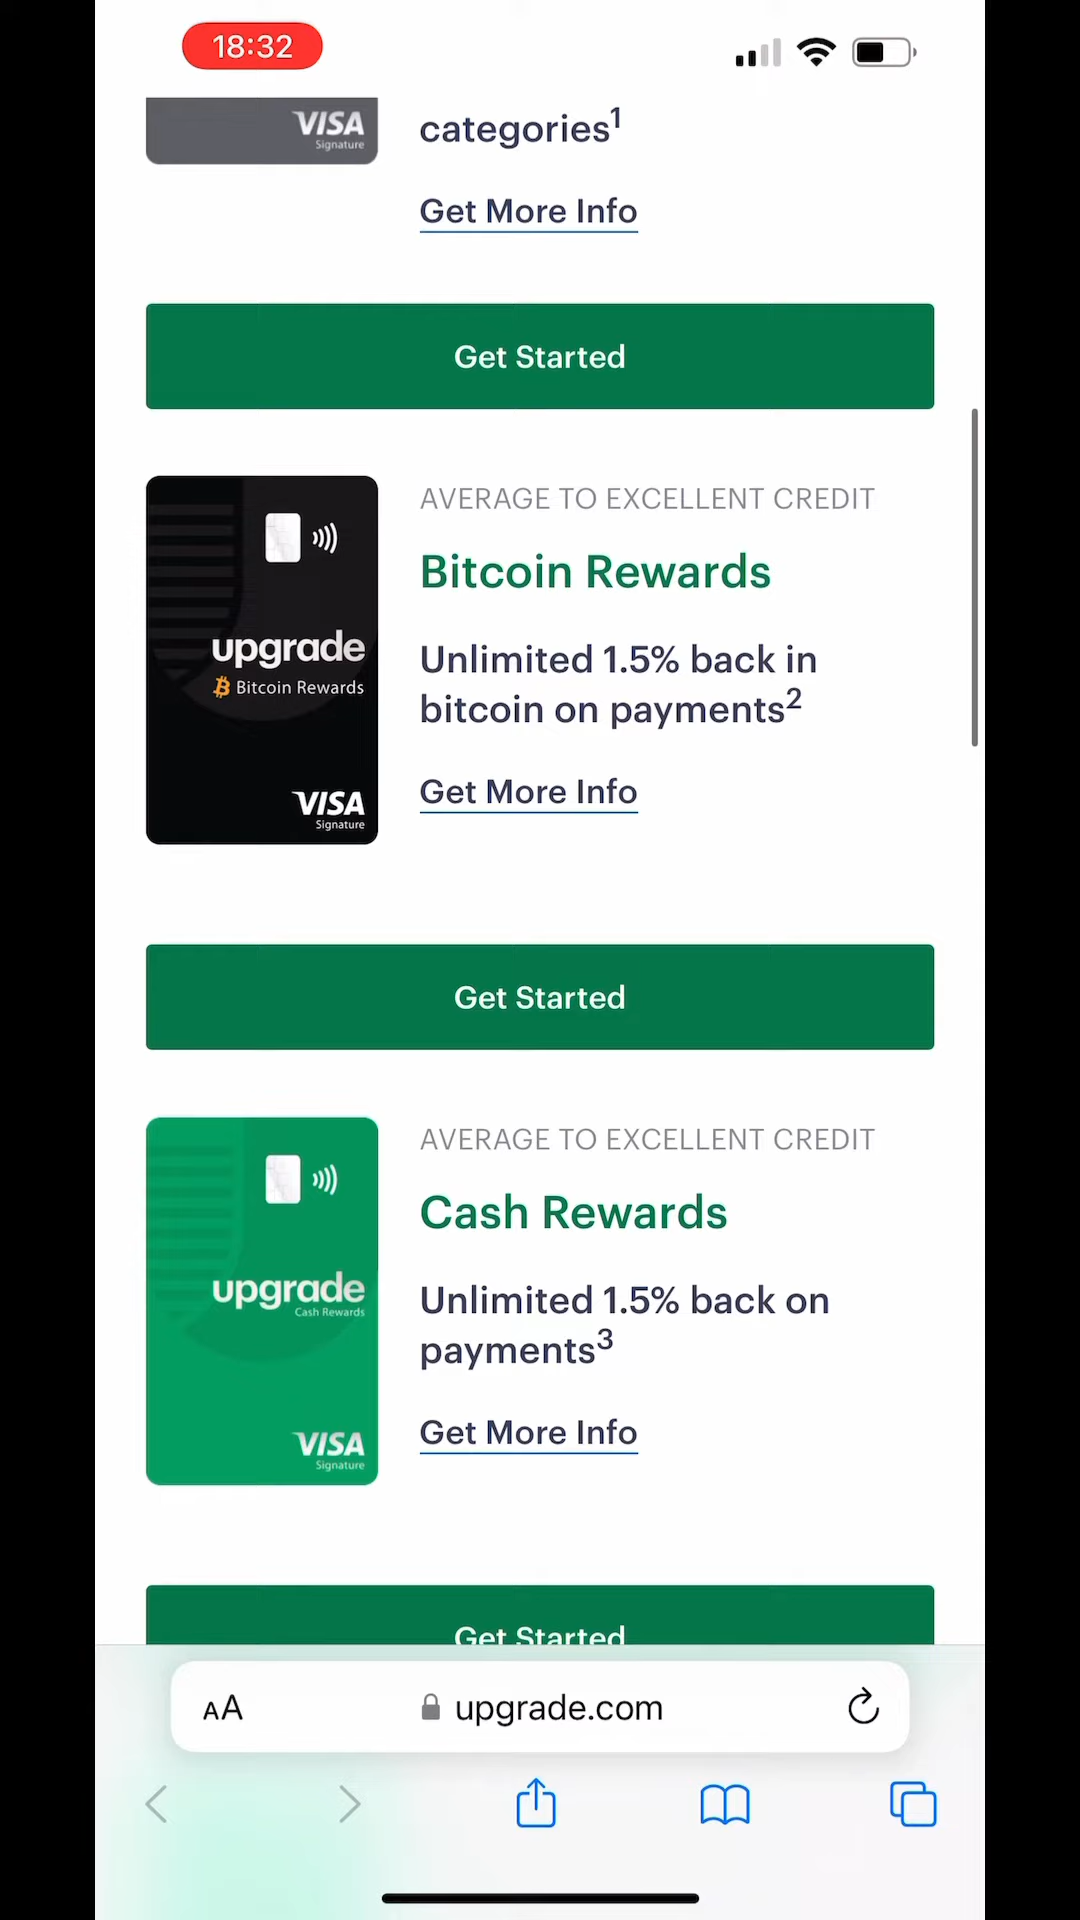 18:32
VISA
Signature
categories¹
Get More Info
Get Started
AVERAGE TO EXCELLENT CREDIT
Bitcoin Rewards
upgrade
Bitcoin Rewards
Unlimited 1.5% back in
bitcoin on payments²
Get More Info
VISA
Signature
Get Started
AVERAGE TO EXCELLENT CREDIT
Cash Rewards
upgrade
Cash Rewards
Unlimited 1.5% back on
payments³
Get More Info
VISA
Signature
Get Started
AA
upgrade.com